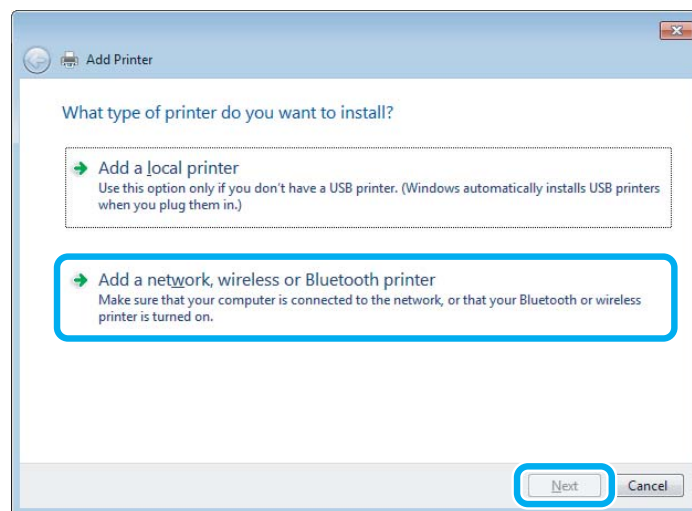 Add Printer
What type of printer do you want to install?
Add a local printer
Use this option only if you don't have a USB printer. (Windows automatically installs USB printers
when you plug them in.)
Add a network, wireless or Bluetooth printer
Make sure that your computer is connected to the network, or that your Bluetooth or wireless
printer is turned on.
Next Cancel